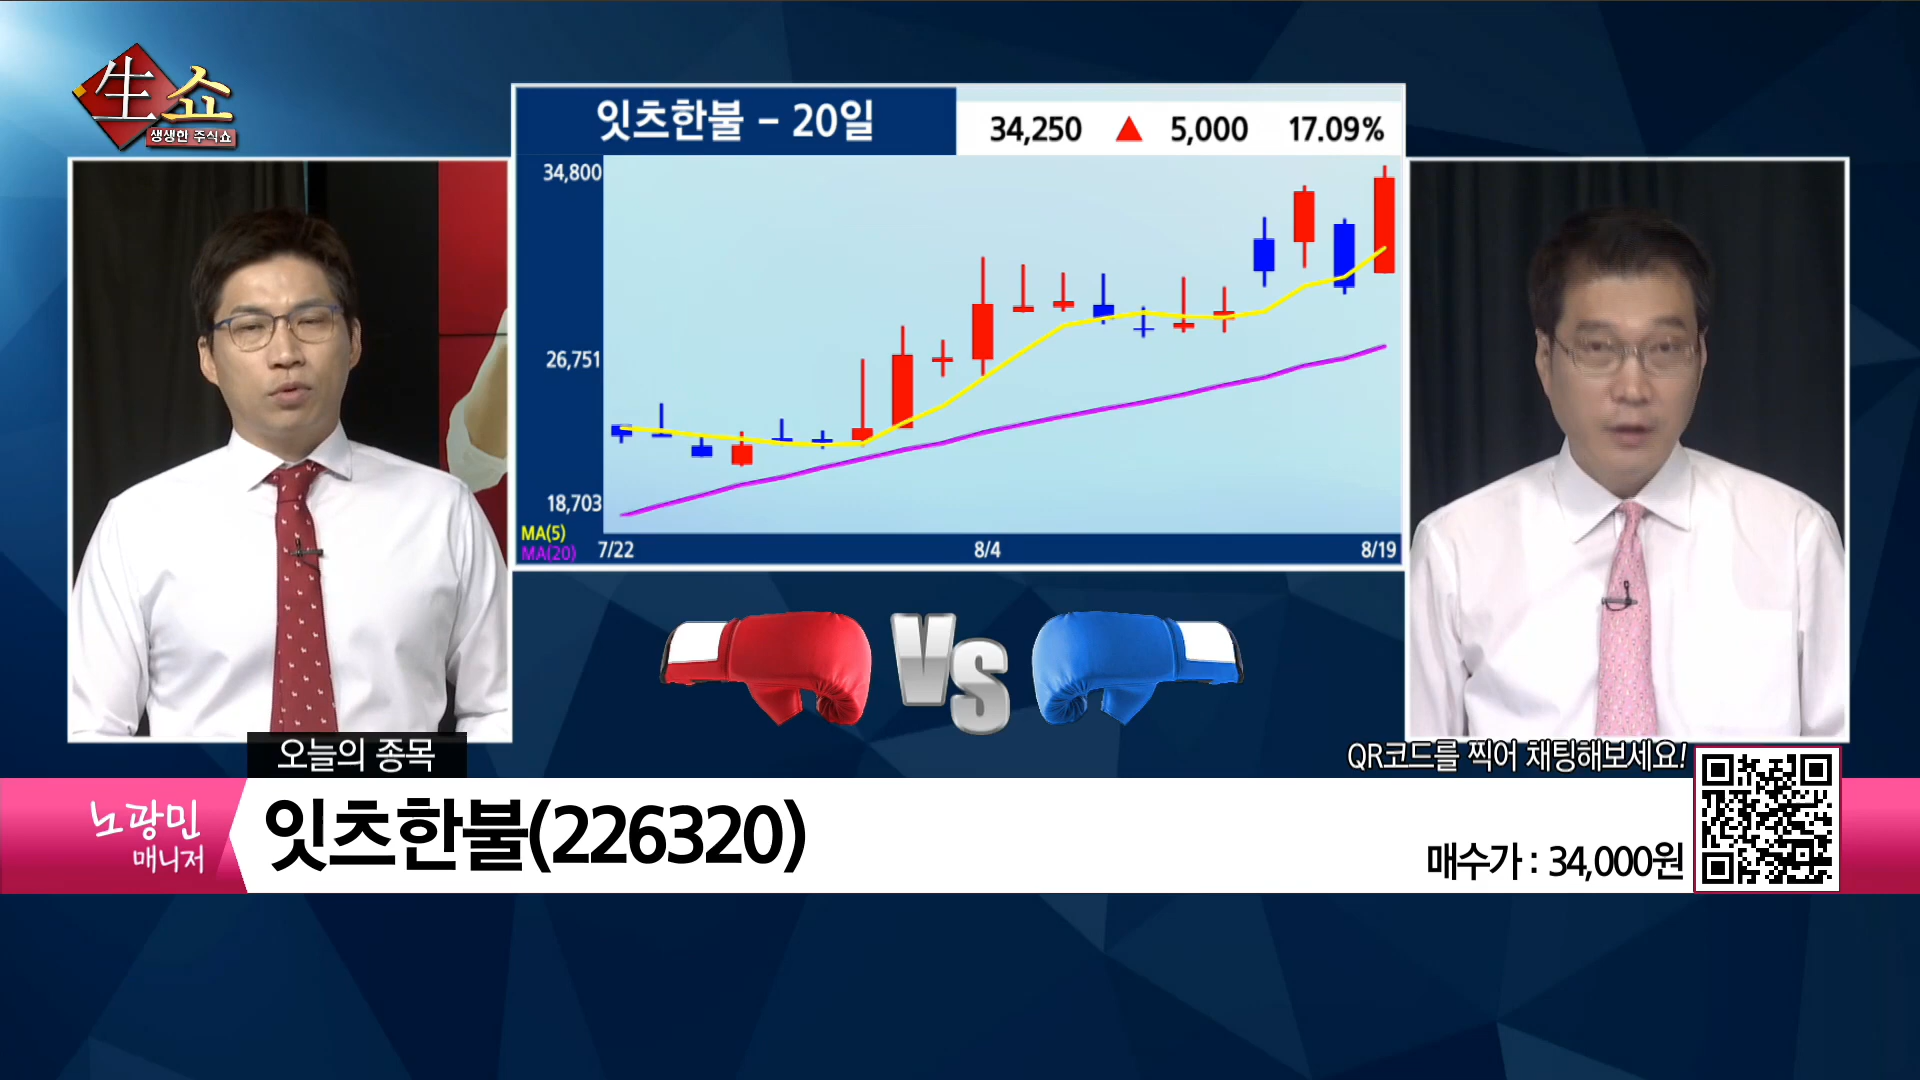 生쇼
생생한 주식쇼
잇츠한불 - 20일
34,250 ▲ 5,000 17.09%
34,800
26,751
18,703
MA(5)
MA(20)
7/22 8/4 8/19
VS
오늘의 종목
QR코드를 찍어 채팅해보세요!
노광민
매니저
잇츠한불(226320)
매수가 : 34,000원